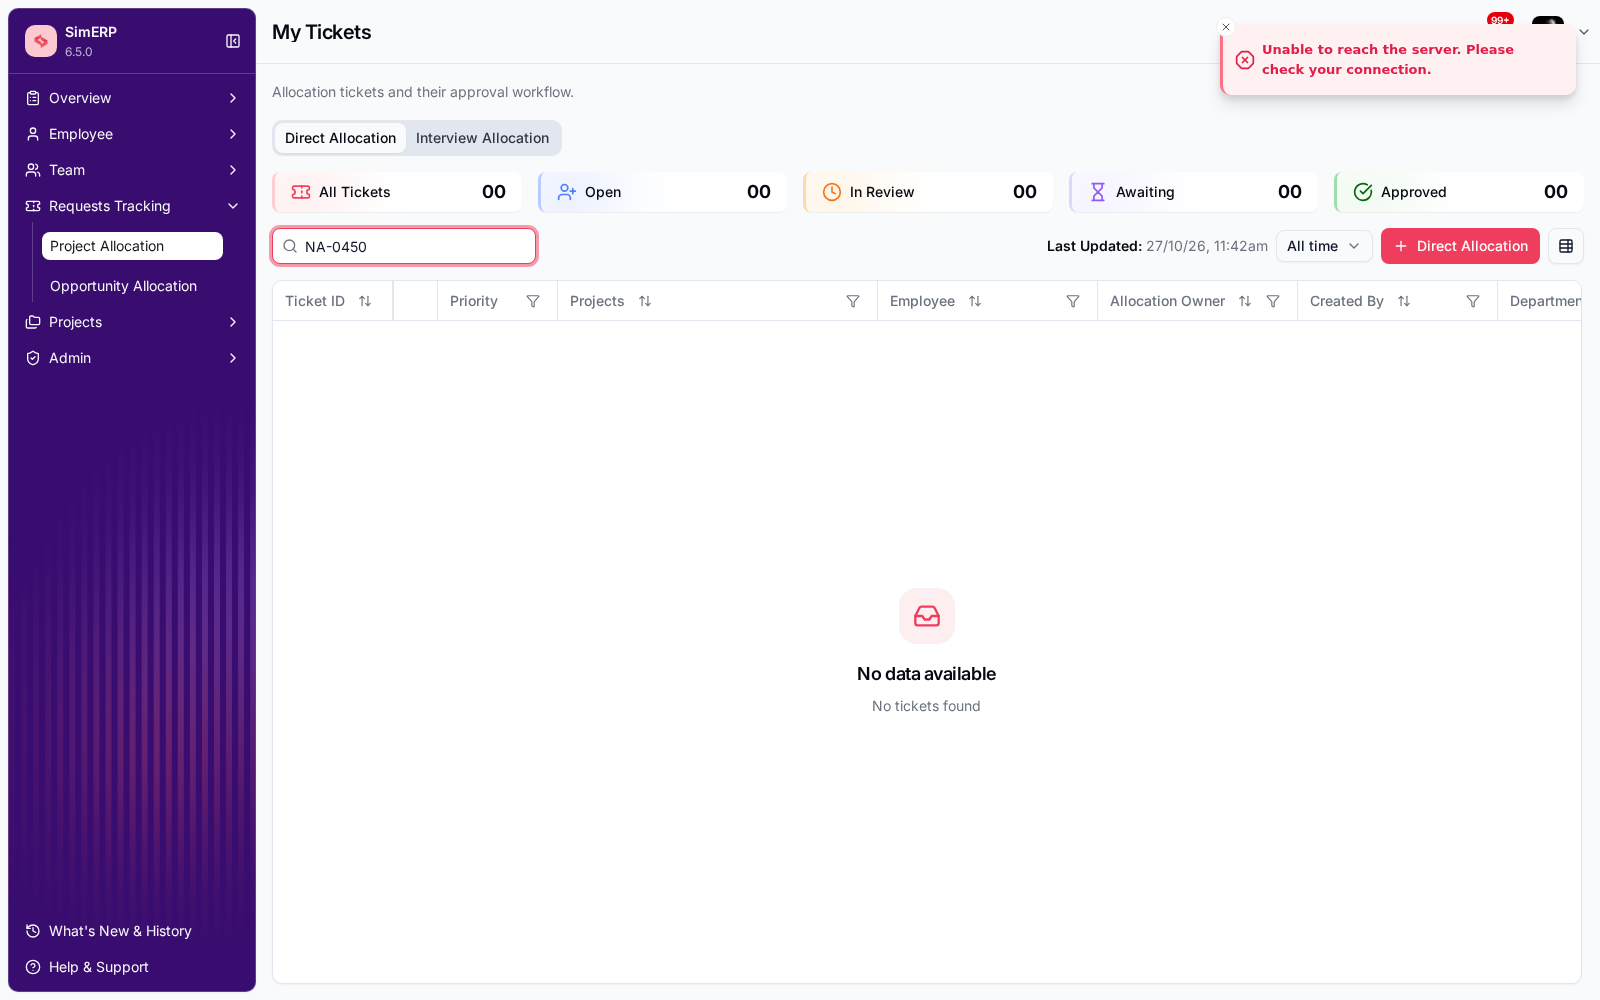 SimERP
6.5.0
Overview
Employee
Team
Requests Tracking
Project Allocation
Opportunity Allocation
Projects
Admin
What's New & History
Help & Support
My Tickets
99+
Unable to reach the server. Please
check your connection.
Allocation tickets and their approval workflow.
Direct Allocation Interview Allocation
All Tickets 00
Open 00
In Review 00
Awaiting 00
Approved 00
NA-0450
Last Updated: 27/10/26, 11:42am
All time
Direct Allocation
Ticket ID Priority Projects Employee Allocation Owner Created By Departmen
No data available
No tickets found